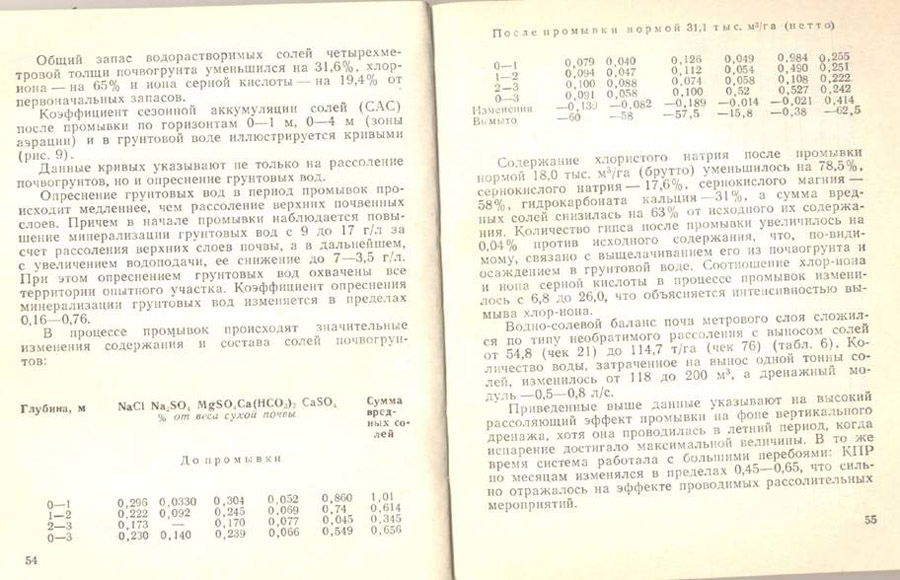 Общий запас водорастворимых солей четырехме-
тровой толщи почвогрунта уменьшился на 31,6%, хлор-
иона — на 65% и иона серной кислоты — на 19,4% от
первоначальных запасов.
Коэффициент сезонной аккумуляции солей (САС)
после промывки по горизонтам 0—1 м, 0—4 м (зоны
аэрации) и в грунтовой воде иллюстрируется кривыми
(рис. 9).
Данные кривых указывают не только на рассоление
почвогрунтов, но и опреснение грунтовых вод.
Опреснение грунтовых вод в период промывок про-
исходит медленнее, чем рассоление верхних почвенных
слоев. Причем в начале промывки наблюдается повы-
шение минерализации грунтовых вод с 9 до 17 г/л за
счет рассоления верхних слоев почвы, а в дальнейшем,
с увеличением водоподачи, ее снижение до 7—3,5 г/л.
При этом опреснением грунтовых вод охвачены все
территории опытного участка. Коэффициент опреснения
минерализации грунтовых вод изменяется в пределах
0,16—0,76.
В процессе промывок происходят значительные
изменения содержания и состава солей почвогрун-
тов:
Глубина, м NaCl Na₂SO₄ MgSO₄ Ca(HCO₃)₂ CaSO₄ Сумма
% от веса сухой почвы вред-
ных со-
лей
До промывки
0—1 0,296 0,0330 0,304 0,052 0,860 1,01
1—2 0,222 0,092 0,245 0,069 0,74 0,614
2—3 0,173 — 0,170 0,077 0,045 0,345
0—3 0,230 0,140 0,239 0,066 0,549 0,656
54
После промывки нормой 31,1 тыс. м³/га (нетто)
0—1 0,079 0,040 0,126 0,049 0,984 0,255
1—2 0,094 0,047 0,112 0,054 0,490 0,251
2—3 0,100 0,088 0,074 0,058 0,108 0,222
0—3 0,091 0,058 0,100 0,52 0,527 0,242
Изменения —0,139 —0,082 —0,189 —0,014 —0,021 0,414
Вымыто —60 —58 —57,5 —15,8 —0,38 —62,5
Содержание хлористого натрия после промывки
нормой 18,0 тыс. м³/га (брутто) уменьшилось на 78,5%,
сернокислого натрия — 17,6%, сернокислого магния —
58%, гидрокарбоната кальция — 31%, а сумма вред-
ных солей снизилась на 63% от исходного их содержа-
ния. Количество гипса после промывки увеличилось на
0,04% против исходного содержания, что, по-види-
мому, связано с выщелачиванием его из почвогрунта и
осаждением в грунтовой воде. Соотношение хлор-иона
и иона серной кислоты в процессе промывок измени-
лось с 6,8 до 26,0, что объясняется интенсивностью вы-
мыва хлор-иона.
Водно-солевой баланс почв метрового слоя сложил-
ся по типу необратимого рассоления с выносом солей
от 54,8 (чек 21) до 114,7 т/га (чек 76) (табл. 6). Ко-
личество воды, затраченное на вынос одной тонны со-
лей, изменилось от 118 до 200 м³, а дренажный мо-
дуль —0,5—0,8 л/с.
Приведенные выше данные указывают на высокий
рассоляющий эффект промывки на фоне вертикального
дренажа, хотя она проводилась в летний период, когда
испарение достигало максимальной величины. В то же
время система работала с большими перебоями: КПР
по месяцам изменялся в пределах 0,45—0,65, что силь-
но отражалось на эффекте проводимых рассолительных
мероприятий.
55